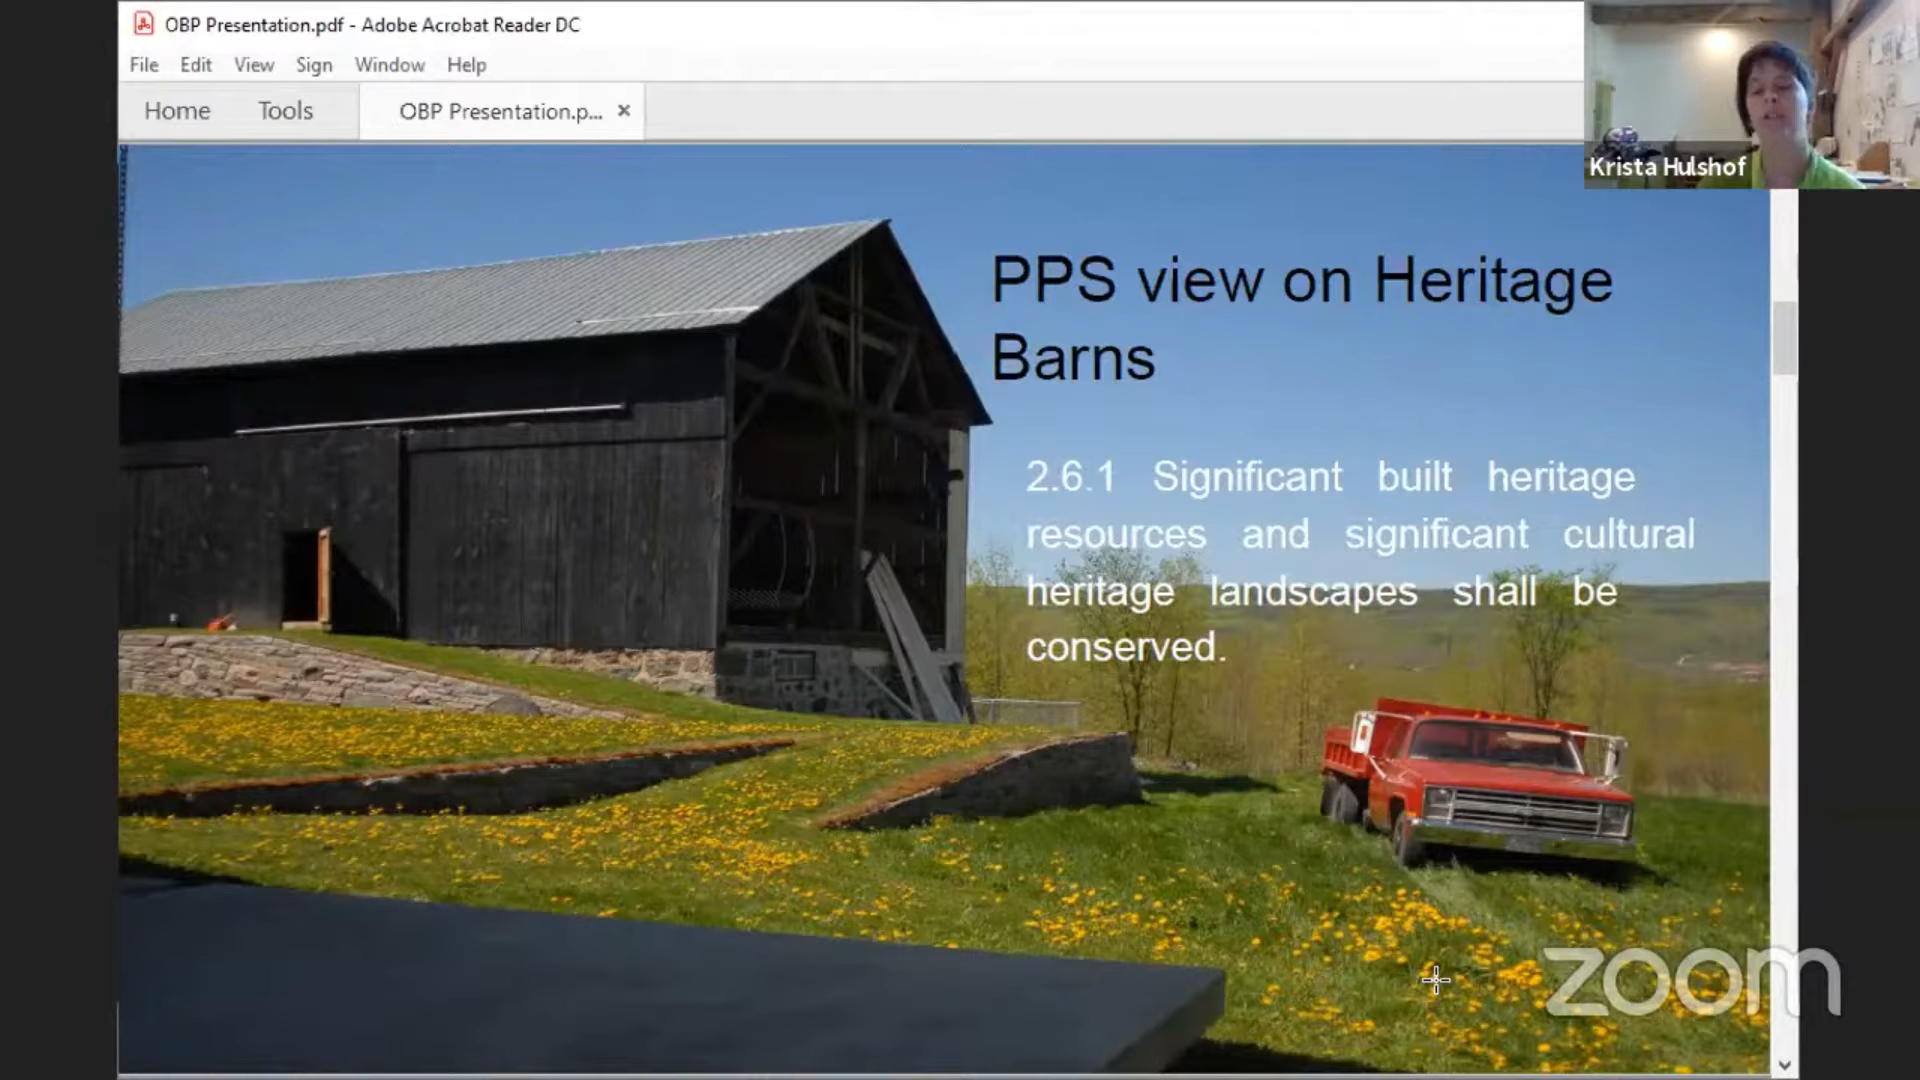 OBP Presentation.pdf - Adobe Acrobat Reader DC
File Edit View Sign Window Help
Home Tools OBP Presentation.p... ×
Krista Hulshof
PPS view on Heritage
Barns
2.6.1 Significant built heritage
resources and significant cultural
heritage landscapes shall be
conserved.
zoom